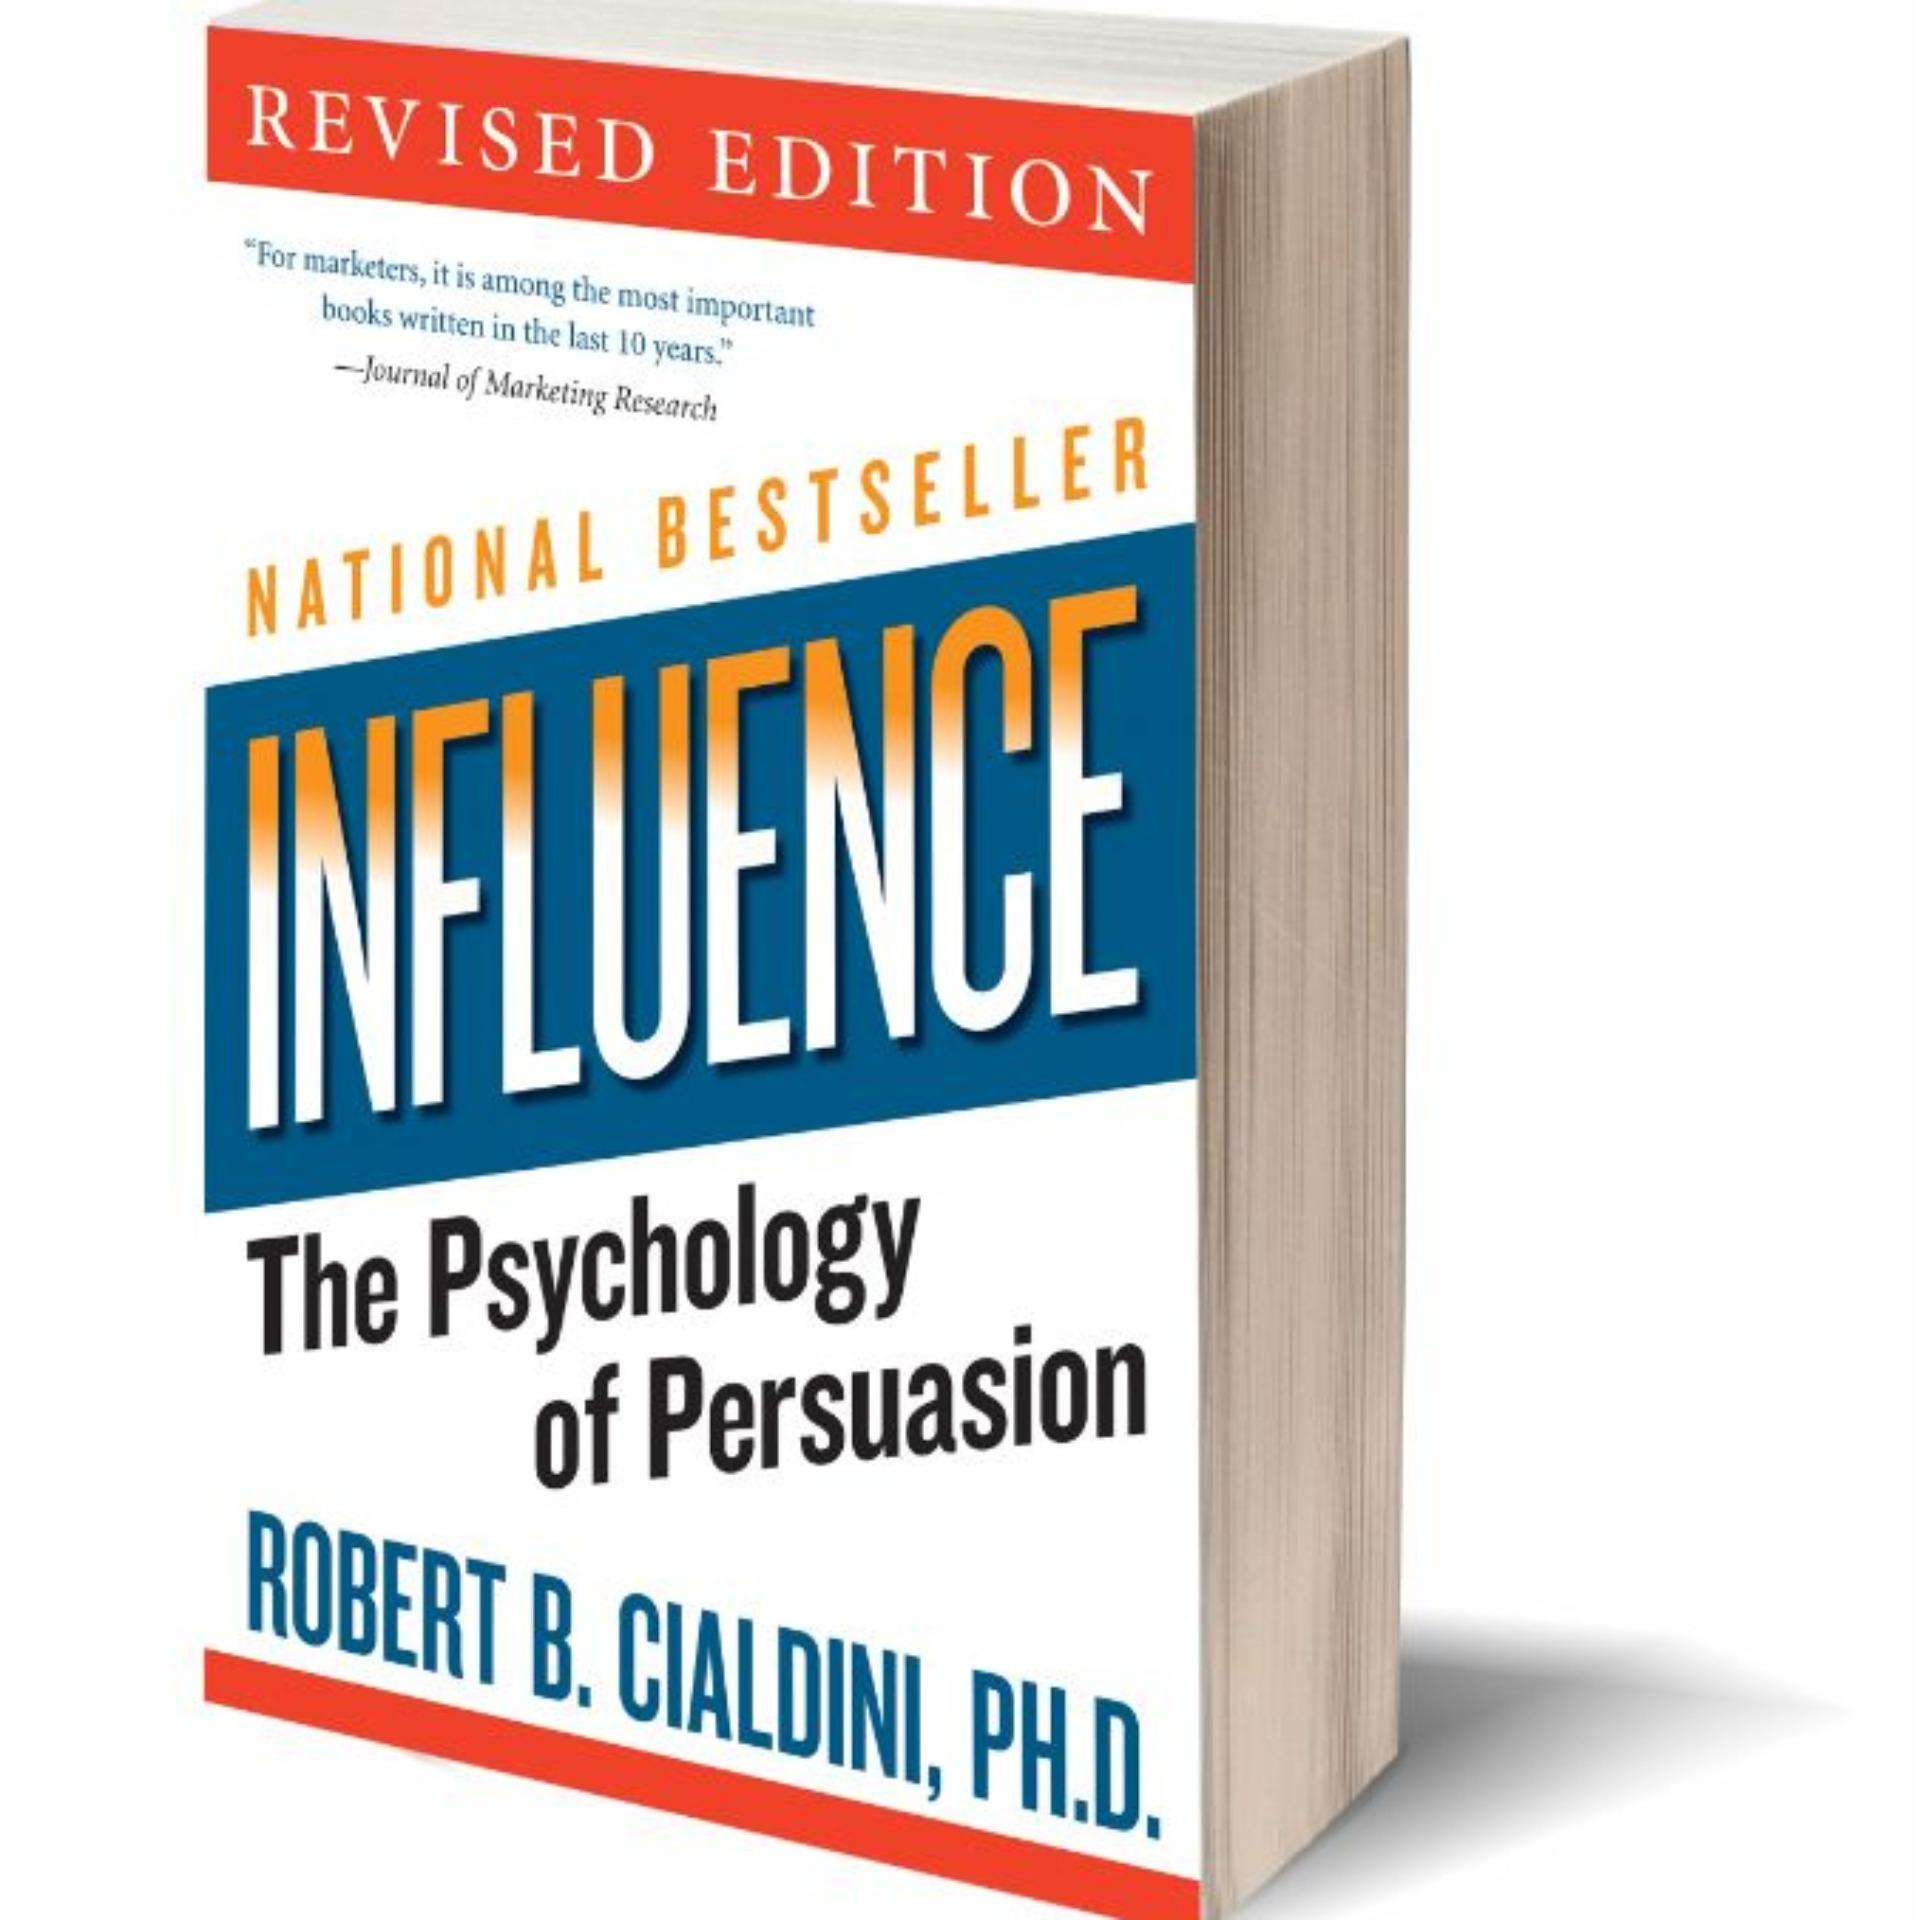 REVISED EDITION
“For marketers, it is among the most important
books written in the last 10 years.”
—Journal of Marketing Research
NATIONAL BESTSELLER
INFLUENCE
The Psychology
of Persuasion
ROBERT B. CIALDINI, PH.D.